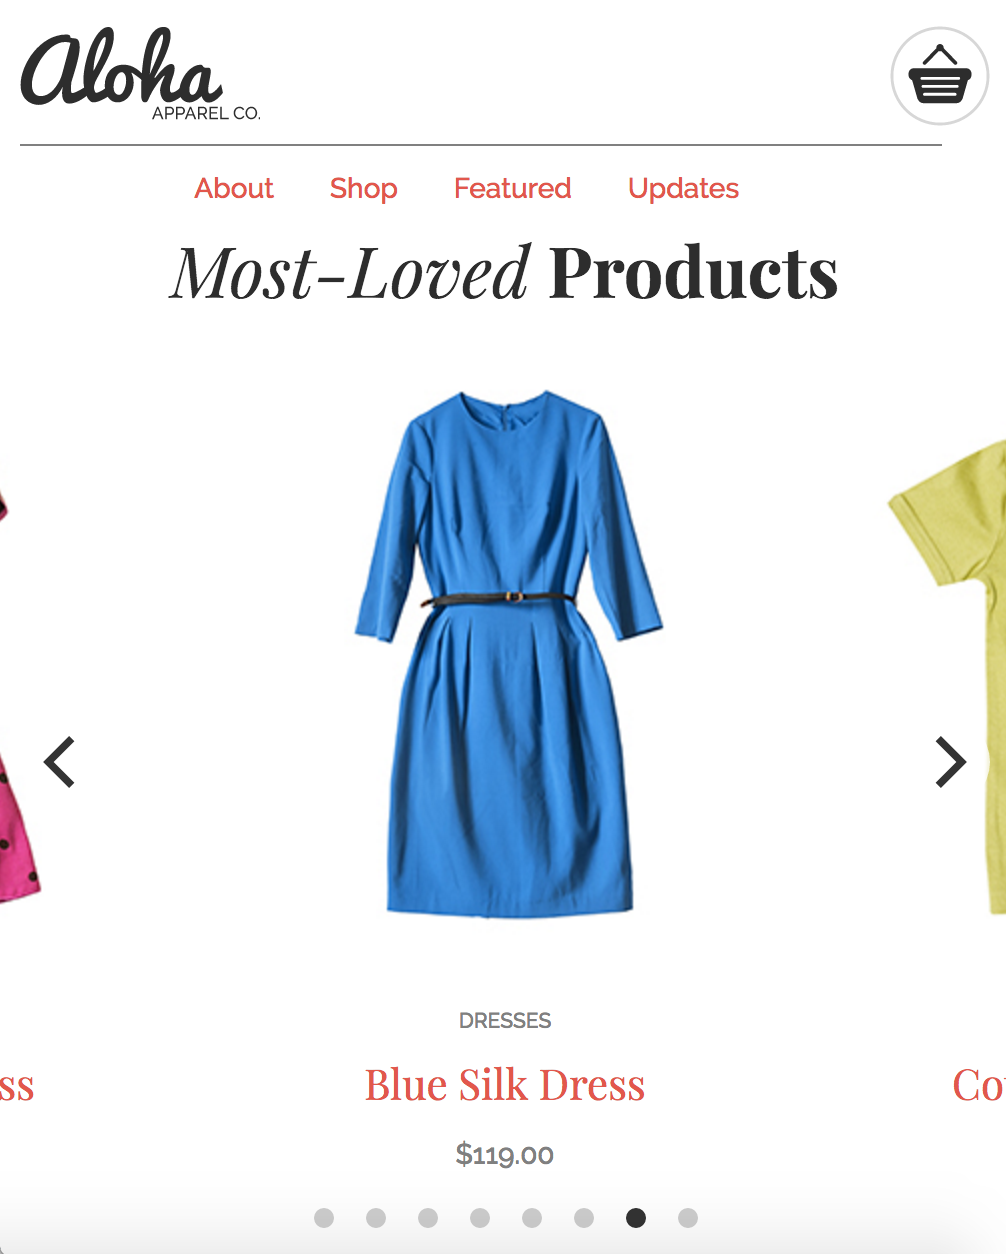 Aloha
APPAREL CO.
About Shop Featured Updates
Most-Loved Products
DRESSES
ss Blue Silk Dress Co
$119.00